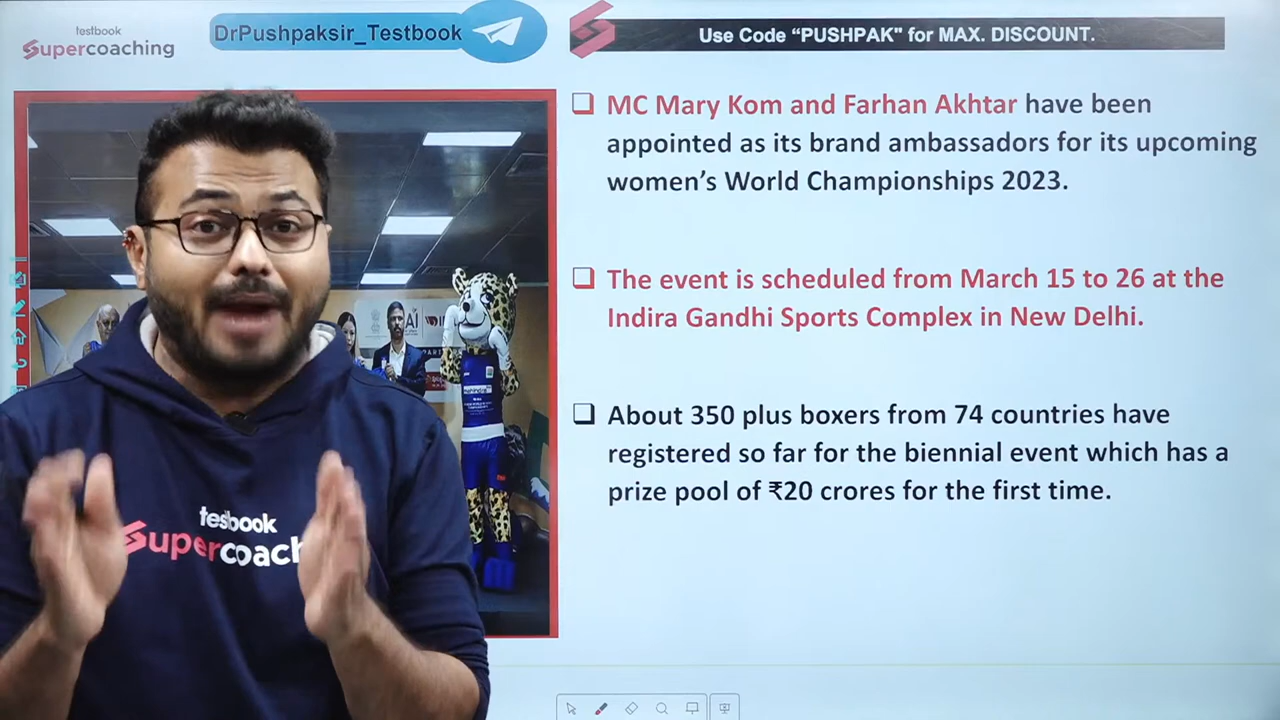 testbook
Supercoaching
DrPushpaksir_Testbook
Use Code “PUSHPAK" for MAX. DISCOUNT.
MC Mary Kom and Farhan Akhtar have been
appointed as its brand ambassadors for its upcoming
women’s World Championships 2023.
The event is scheduled from March 15 to 26 at the
Indira Gandhi Sports Complex in New Delhi.
About 350 plus boxers from 74 countries have
registered so far for the biennial event which has a
prize pool of ₹20 crores for the first time.
testbook
Supercoach